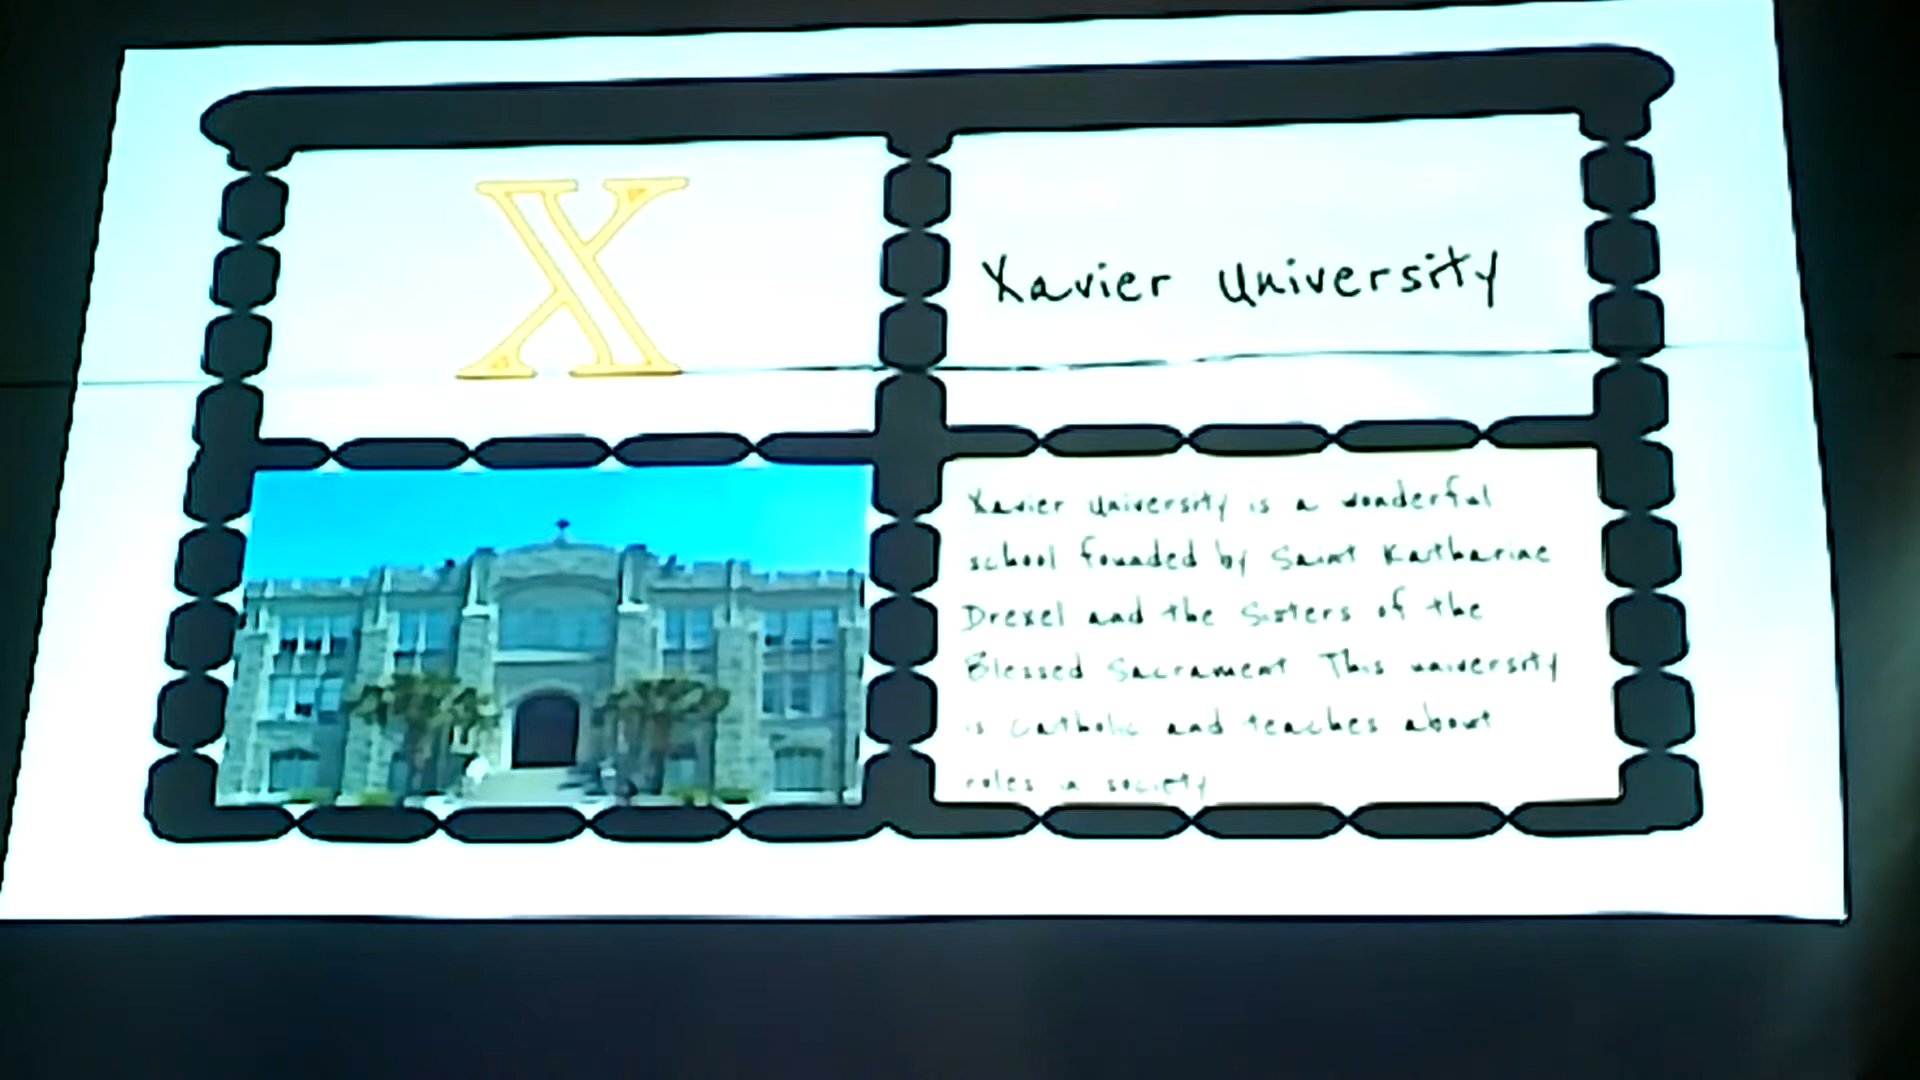 X
Xavier University
Xavier University is a wonderful
school founded by Saint Katharine
Drexel and the Sisters of the
Blessed Sacrament This university
is Catholic and teaches about
roles in society